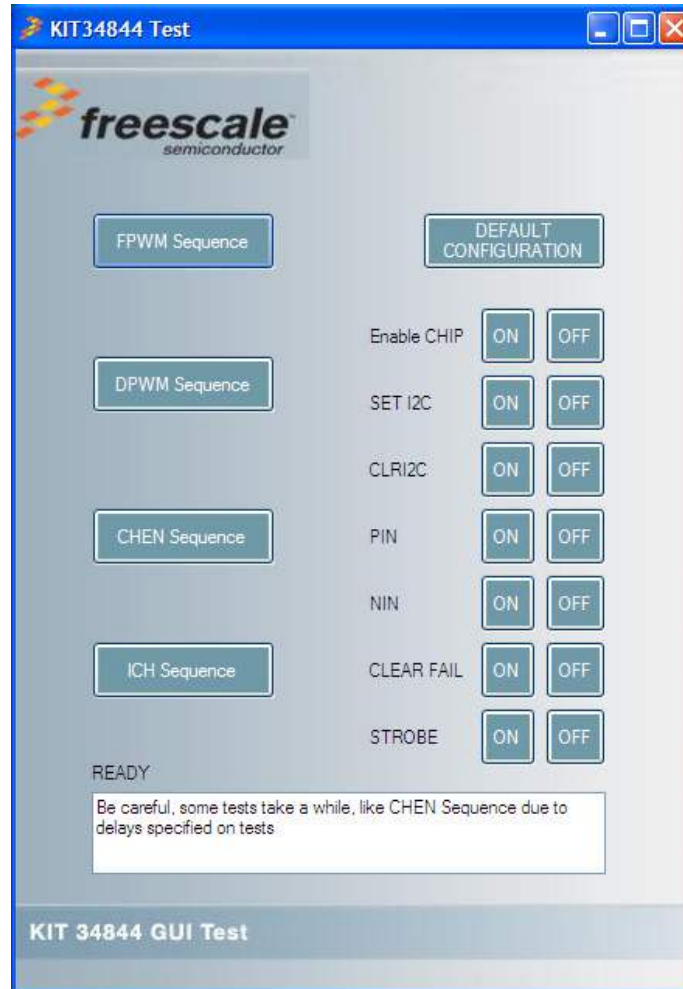 KIT34844 Test
freescale™
semiconductor
FPWM Sequence
DEFAULT
CONFIGURATION
Enable CHIP ON OFF
DPWM Sequence
SET I2C ON OFF
CLRI2C ON OFF
CHEN Sequence
PIN ON OFF
NIN ON OFF
ICH Sequence
CLEAR FAIL ON OFF
STROBE ON OFF
READY
Be careful, some tests take a while, like CHEN Sequence due to
delays specified on tests
KIT 34844 GUI Test